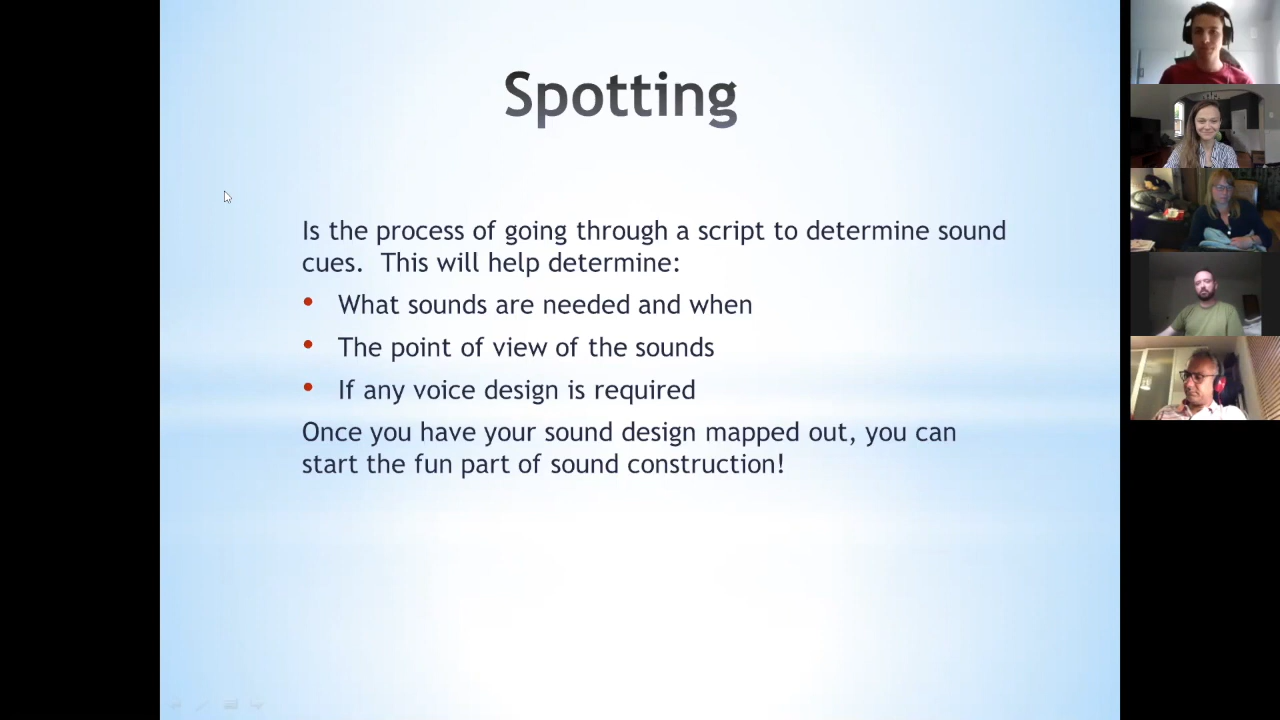 Spotting
Is the process of going through a script to determine sound
cues.  This will help determine:
• What sounds are needed and when
• The point of view of the sounds
• If any voice design is required
Once you have your sound design mapped out, you can
start the fun part of sound construction!